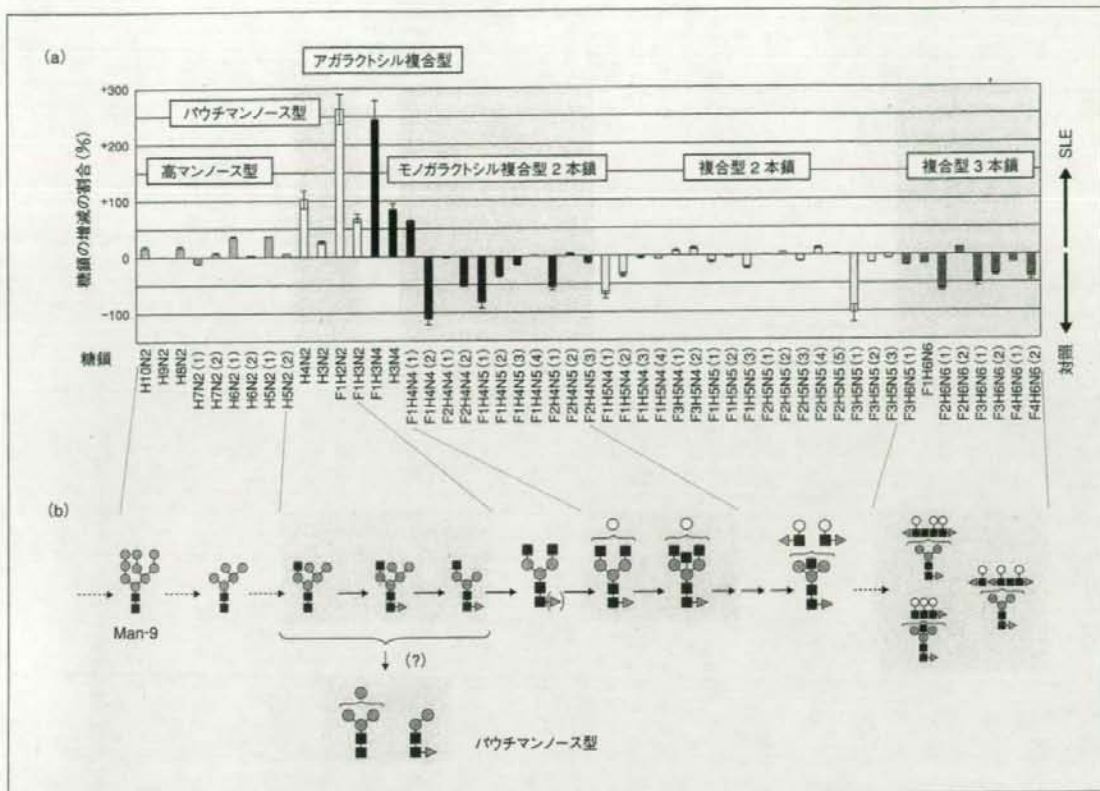 (a)
アガラクトシル複合型
パウチマンノース型
高マンノース型
モノガラクトシル複合型2本鎖
複合型2本鎖
複合型3本鎖
糖鎖の増減の割合(%)
+300
+200
+100
0
−100
SLE
対照
糖鎖
H10N2
H9N2
H8N2
H7N2 (1)
H7N2 (2)
H6N2 (1)
H6N2 (2)
H5N2 (1)
H5N2 (2)
H4N2
H3N2
F1H2N2
F1H3N2
F1H3N4
H3N4
F1H4N4 (1)
F1H4N4 (2)
F2H4N4 (1)
F2H4N4 (2)
F1H4N5 (1)
F1H4N5 (2)
F1H4N5 (3)
F1H4N5 (4)
F2H4N5 (1)
F2H4N5 (2)
F2H4N5 (3)
F1H5N4 (1)
F1H5N4 (2)
F1H5N4 (3)
F1H5N4 (4)
F3H5N4 (1)
F3H5N4 (2)
F1H5N5 (1)
F1H5N5 (2)
F1H5N5 (3)
F2H5N5 (1)
F2H5N5 (2)
F2H5N5 (3)
F2H5N5 (4)
F2H5N5 (5)
F3H5N5 (1)
F3H5N5 (2)
F3H5N5 (3)
F3H6N5 (1)
F1H6N6
F2H6N6 (1)
F2H6N6 (2)
F3H6N6 (1)
F3H6N6 (2)
F4H6N6 (1)
F4H6N6 (2)
(b)
Man-9
(?)
パウチマンノース型